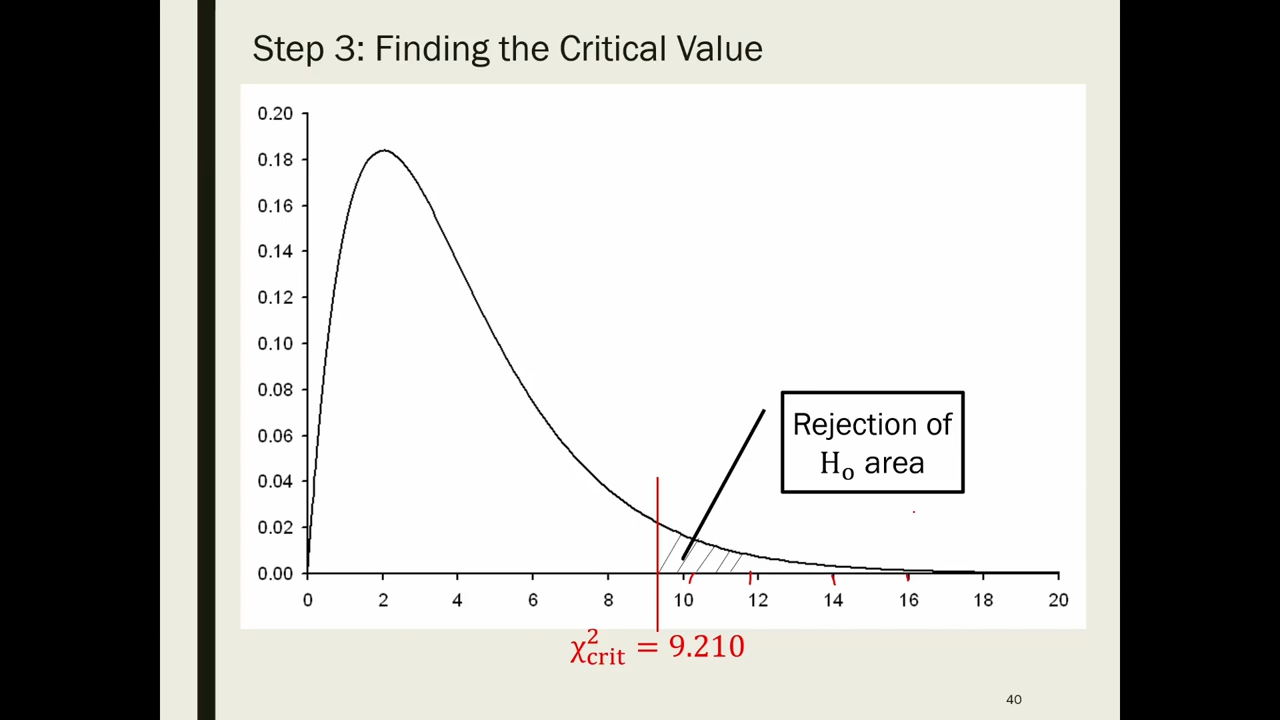 Step 3: Finding the Critical Value
0.20
0.18
0.16
0.14
0.12
0.10
0.08
0.06
0.04
0.02
0.00
Rejection of
H₀ area
0 2 4 6 8 10 12 14 16 18 20
χ²crit = 9.210
40